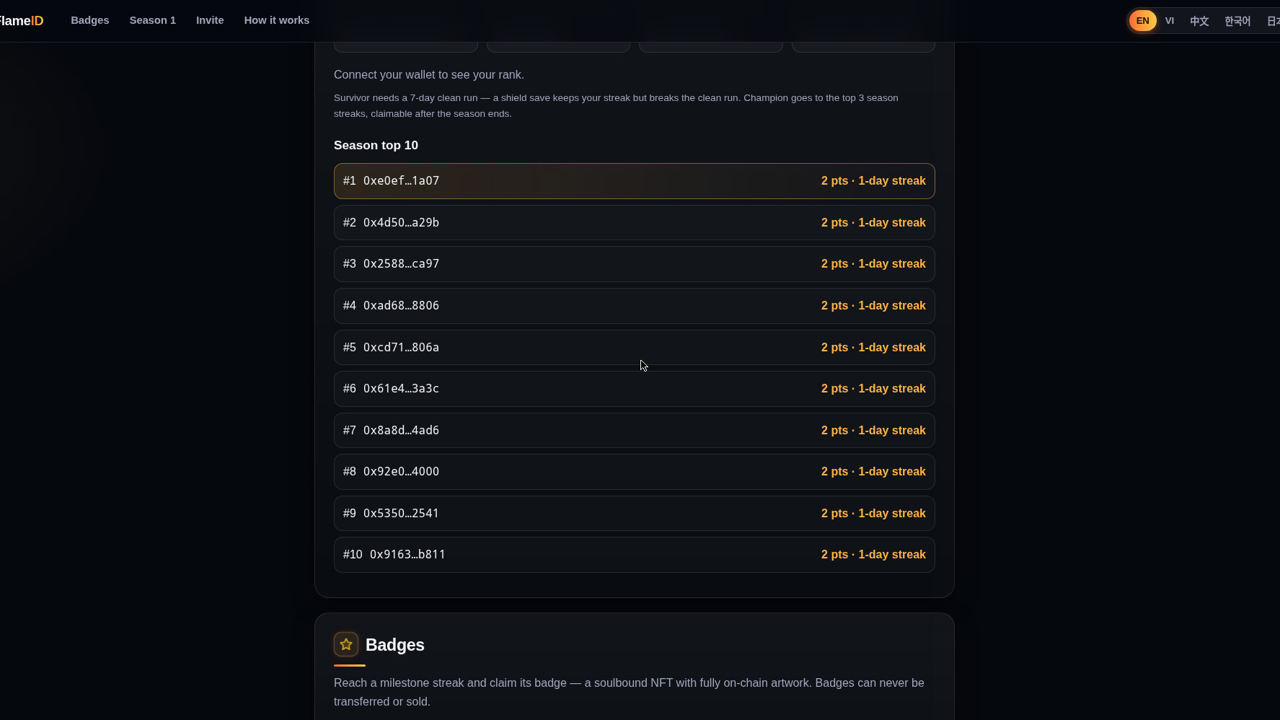 FlameID
Badges
Season 1
Invite
How it works
EN
VI
中文
한국어
Connect your wallet to see your rank.
Survivor needs a 7-day clean run — a shield save keeps your streak but breaks the clean run. Champion goes to the top 3 season
streaks, claimable after the season ends.
Season top 10
#1 0xe0ef…1a07 2 pts · 1-day streak
#2 0x4d50…a29b 2 pts · 1-day streak
#3 0x2588…ca97 2 pts · 1-day streak
#4 0xad68…8806 2 pts · 1-day streak
#5 0xcd71…806a 2 pts · 1-day streak
#6 0x61e4…3a3c 2 pts · 1-day streak
#7 0x8a8d…4ad6 2 pts · 1-day streak
#8 0x92e0…4000 2 pts · 1-day streak
#9 0x5350…2541 2 pts · 1-day streak
#10 0x9163…b811 2 pts · 1-day streak
Badges
Reach a milestone streak and claim its badge — a soulbound NFT with fully on-chain artwork. Badges can never be
transferred or sold.